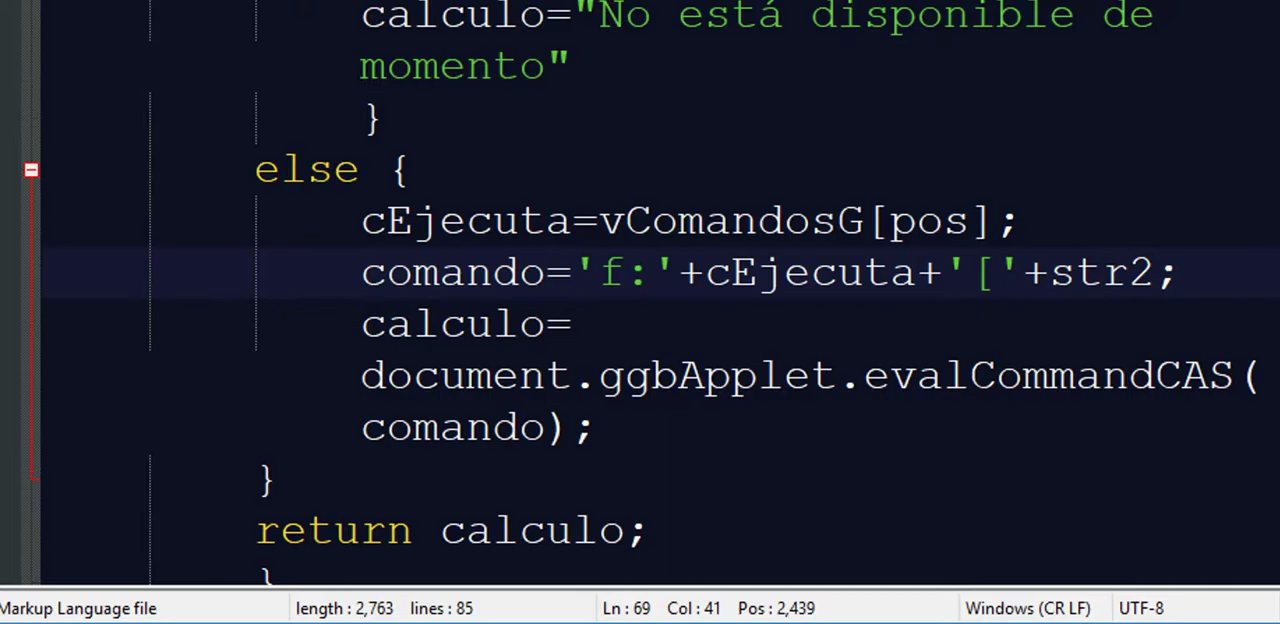 calculo="No está disponible de
momento"
}
else {
cEjecuta=vComandosG[pos];
comando='f:'+cEjecuta+'['+str2;
calculo=
document.ggbApplet.evalCommandCAS(
comando);
}
return calculo;
}
Markup Language file length : 2,763 lines : 85 Ln : 69 Col : 41 Pos : 2,439 Windows (CR LF) UTF-8